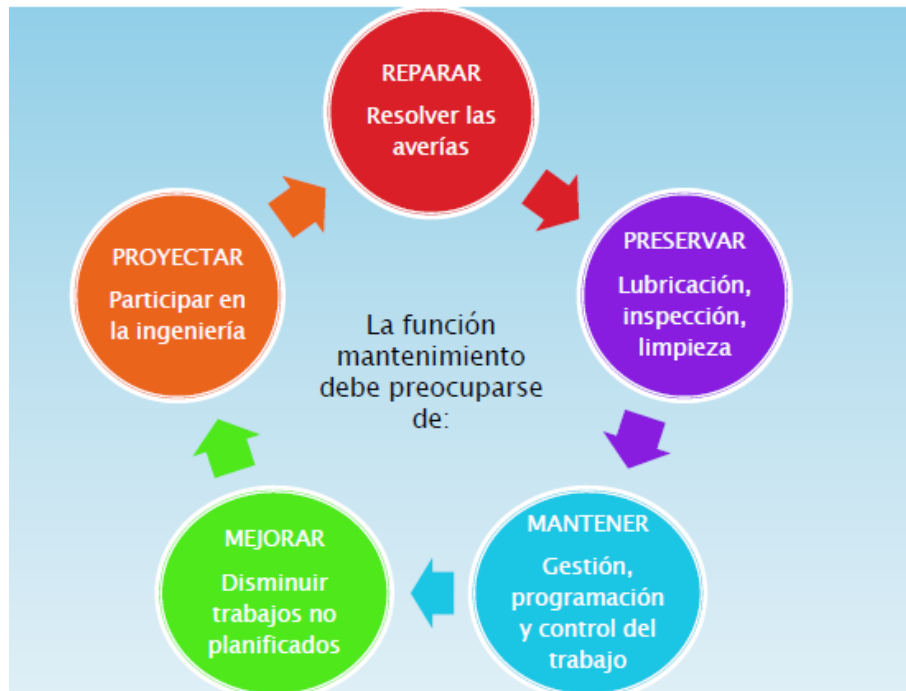 REPARAR
Resolver las
averías
PRESERVAR
Lubricación,
inspección,
limpieza
MANTENER
Gestión,
programación
y control del
trabajo
MEJORAR
Disminuir
trabajos no
planificados
PROYECTAR
Participar en
la ingeniería
La función
mantenimiento
debe preocuparse
de: